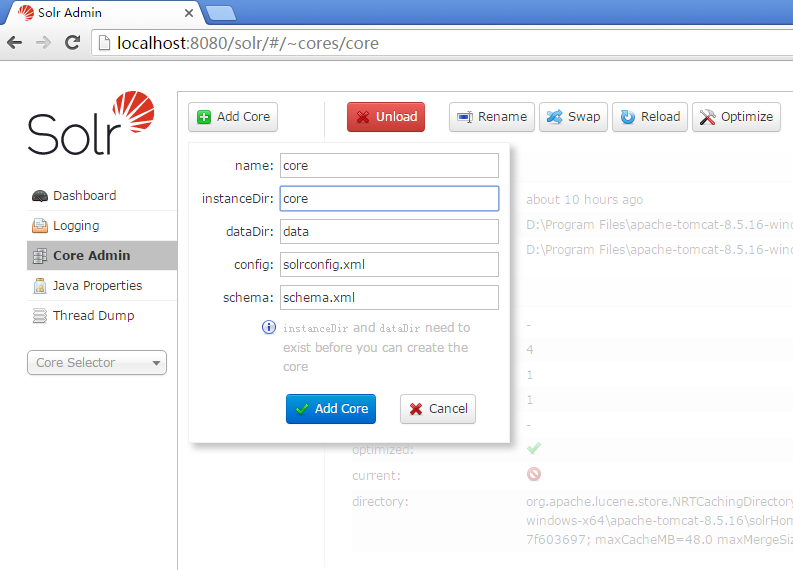 Solr Admin
localhost:8080/solr/#/~cores/core
Solr
Add Core
Unload
Rename
Swap
Reload
Optimize
Dashboard
Logging
Core Admin
Java Properties
Thread Dump
Core Selector
name: core
instanceDir: core
dataDir: data
config: solrconfig.xml
schema: schema.xml
instanceDir and dataDir need to
exist before you can create the
core
Add Core
Cancel
about 10 hours ago
D:\Program Files\apache-tomcat-8.5.16-wind
D:\Program Files\apache-tomcat-8.5.16-wind
-
4
1
1
-
optimized:
current:
directory:
org.apache.lucene.store.NRTCachingDirectory
windows-x64\apache-tomcat-8.5.16\solrHom
7f603697; maxCacheMB=48.0 maxMergeSiz